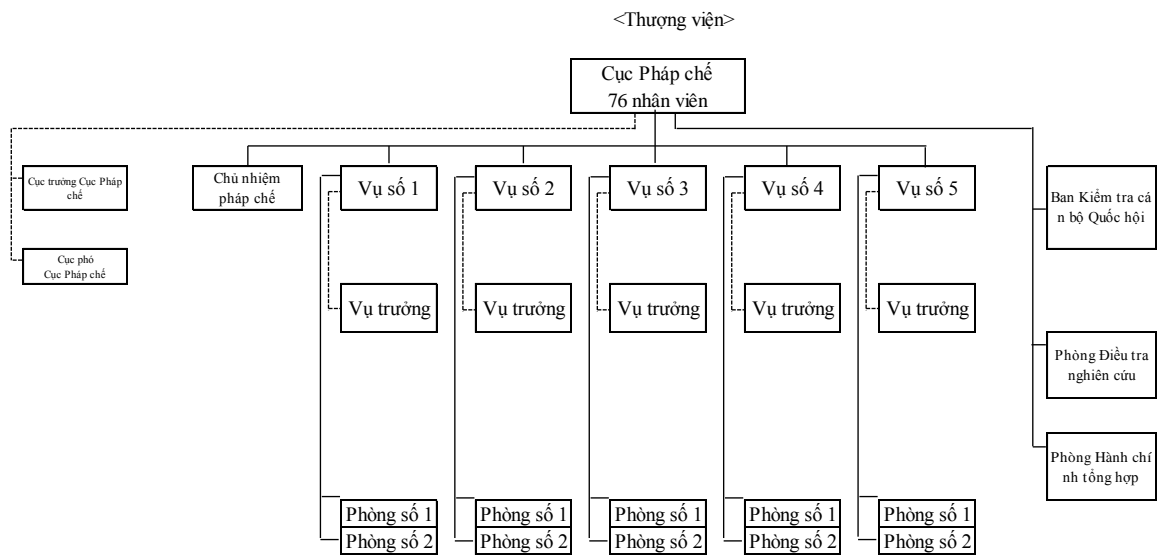 <Thượng viện>
Cục Pháp chế
76 nhân viên
Cục trưởng Cục Pháp
chế
Cục phó
Cục Pháp chế
Chủ nhiệm
pháp chế
Vụ số 1
Vụ số 2
Vụ số 3
Vụ số 4
Vụ số 5
Vụ trưởng
Vụ trưởng
Vụ trưởng
Vụ trưởng
Vụ trưởng
Phòng số 1
Phòng số 2
Phòng số 1
Phòng số 2
Phòng số 1
Phòng số 2
Phòng số 1
Phòng số 2
Phòng số 1
Phòng số 2
Ban Kiểm tra cá
n bộ Quốc hội
Phòng Điều tra
nghiên cứu
Phòng Hành chí
nh tổng hợp